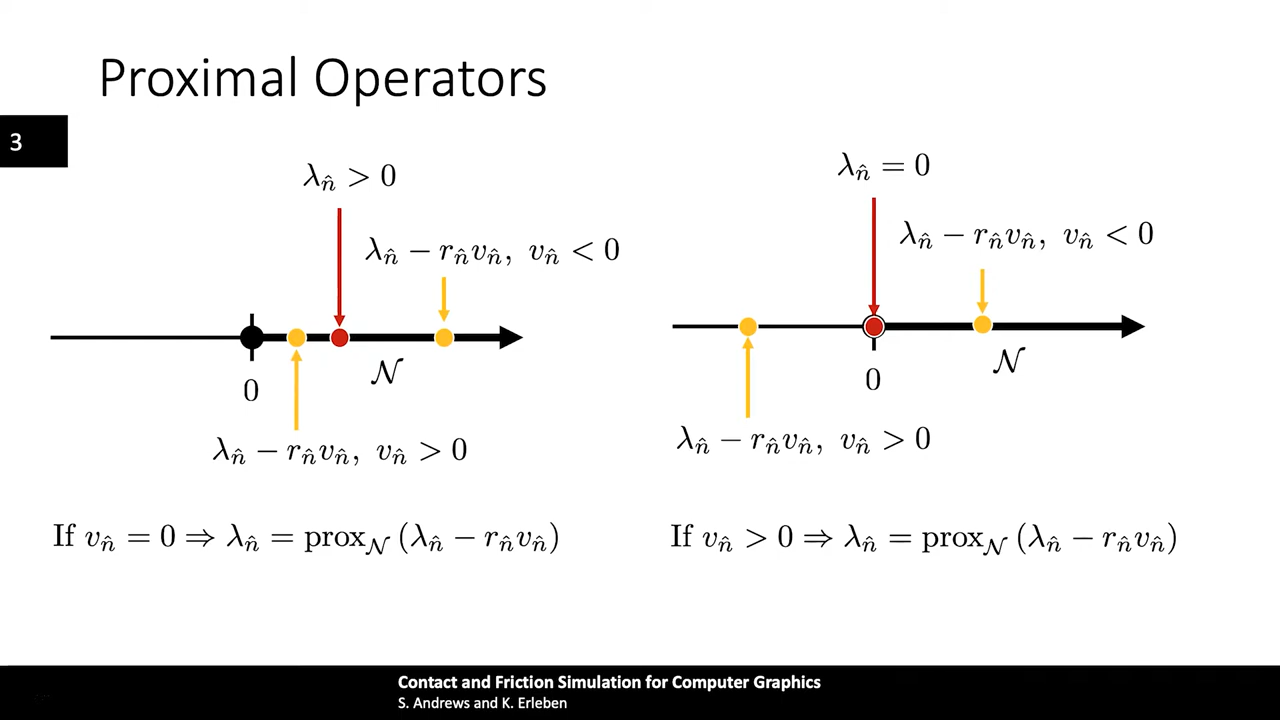 Proximal Operators
3
λ_n̂ > 0
λ_n̂ − r_n̂ v_n̂, v_n̂ < 0
0
𝒩
λ_n̂ − r_n̂ v_n̂, v_n̂ > 0
If v_n̂ = 0 ⇒ λ_n̂ = prox_𝒩 (λ_n̂ − r_n̂ v_n̂)
λ_n̂ = 0
λ_n̂ − r_n̂ v_n̂, v_n̂ < 0
0
𝒩
λ_n̂ − r_n̂ v_n̂, v_n̂ > 0
If v_n̂ > 0 ⇒ λ_n̂ = prox_𝒩 (λ_n̂ − r_n̂ v_n̂)
Contact and Friction Simulation for Computer Graphics
S. Andrews and K. Erleben